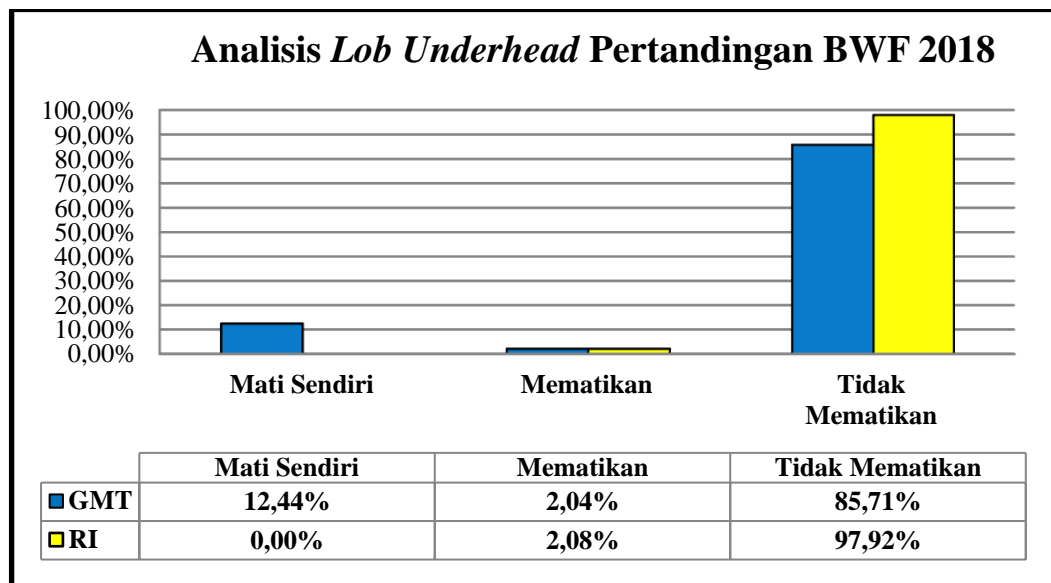 Analisis Lob Underhead Pertandingan BWF 2018
100,00%
90,00%
80,00%
70,00%
60,00%
50,00%
40,00%
30,00%
20,00%
10,00%
0,00%
Mati Sendiri Mematikan Tidak
Mematikan
Mati Sendiri Mematikan Tidak Mematikan
GMT 12,44% 2,04% 85,71%
RI 0,00% 2,08% 97,92%